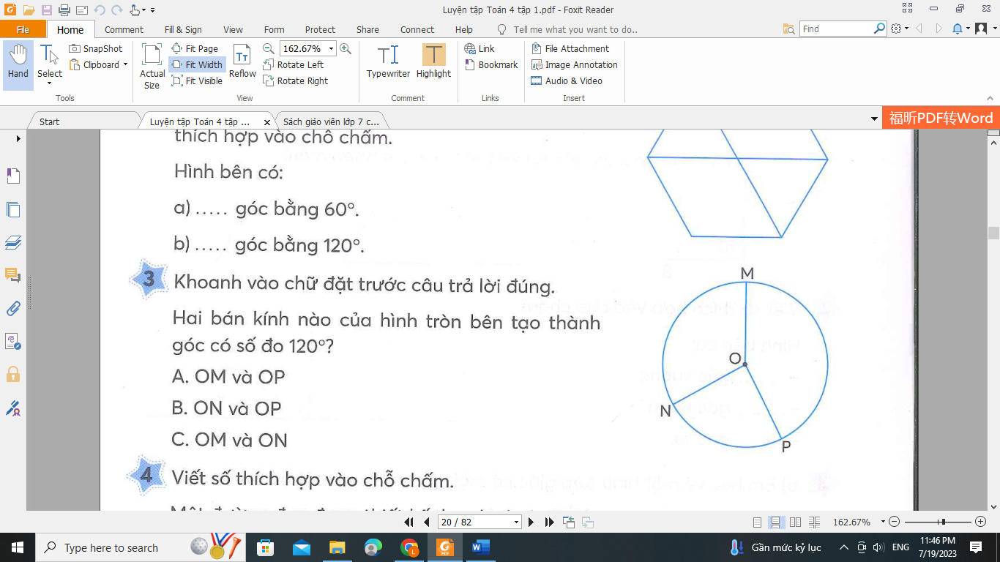 Luyện tập Toán 4 tập 1.pdf - Foxit Reader
File Home Comment Fill & Sign View Form Protect Share Connect Help Tell me what you want to do.. Find
Hand
Select
SnapShot
Clipboard
Tools
Actual Size
Fit Page
Fit Width
Fit Visible
Reflow
162.67%
Rotate Left
Rotate Right
View
Typewriter
Highlight
Comment
Link
Bookmark
Links
File Attachment
Image Annotation
Audio & Video
Insert
Start
Luyện tập Toán 4 tập ...
Sách giáo viên lớp 7 c...
福昕PDF转Word
thích hợp vào chỗ chấm.
Hình bên có:
a) ..... góc bằng 60°.
b) ..... góc bằng 120°.
3 Khoanh vào chữ đặt trước câu trả lời đúng.
Hai bán kính nào của hình tròn bên tạo thành
góc có số đo 120°?
A. OM và OP
B. ON và OP
C. OM và ON
M
O
N
P
4 Viết số thích hợp vào chỗ chấm.
20 / 82
162.67%
Type here to search
Gần mức kỷ lục
ENG
11:46 PM
7/19/2023